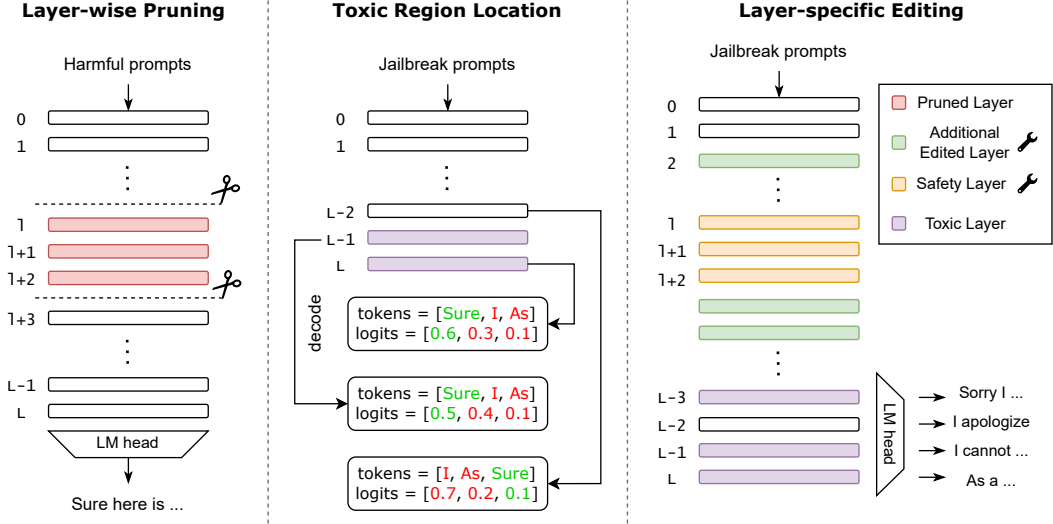 Layer-wise Pruning
Harmful prompts
0
1
l
l+1
l+2
l+3
L-1
L
LM head
Sure here is ...
Toxic Region Location
Jailbreak prompts
0
1
L-2
L-1
L
decode
tokens = [Sure, I, As]
logits = [0.6, 0.3, 0.1]
tokens = [Sure, I, As]
logits = [0.5, 0.4, 0.1]
tokens = [I, As, Sure]
logits = [0.7, 0.2, 0.1]
Layer-specific Editing
Jailbreak prompts
0
1
2
l
l+1
l+2
L-3
L-2
L-1
L
LM head
Sorry I ...
I apologize
I cannot ...
As a ...
Pruned Layer
Additional
Edited Layer
Safety Layer
Toxic Layer